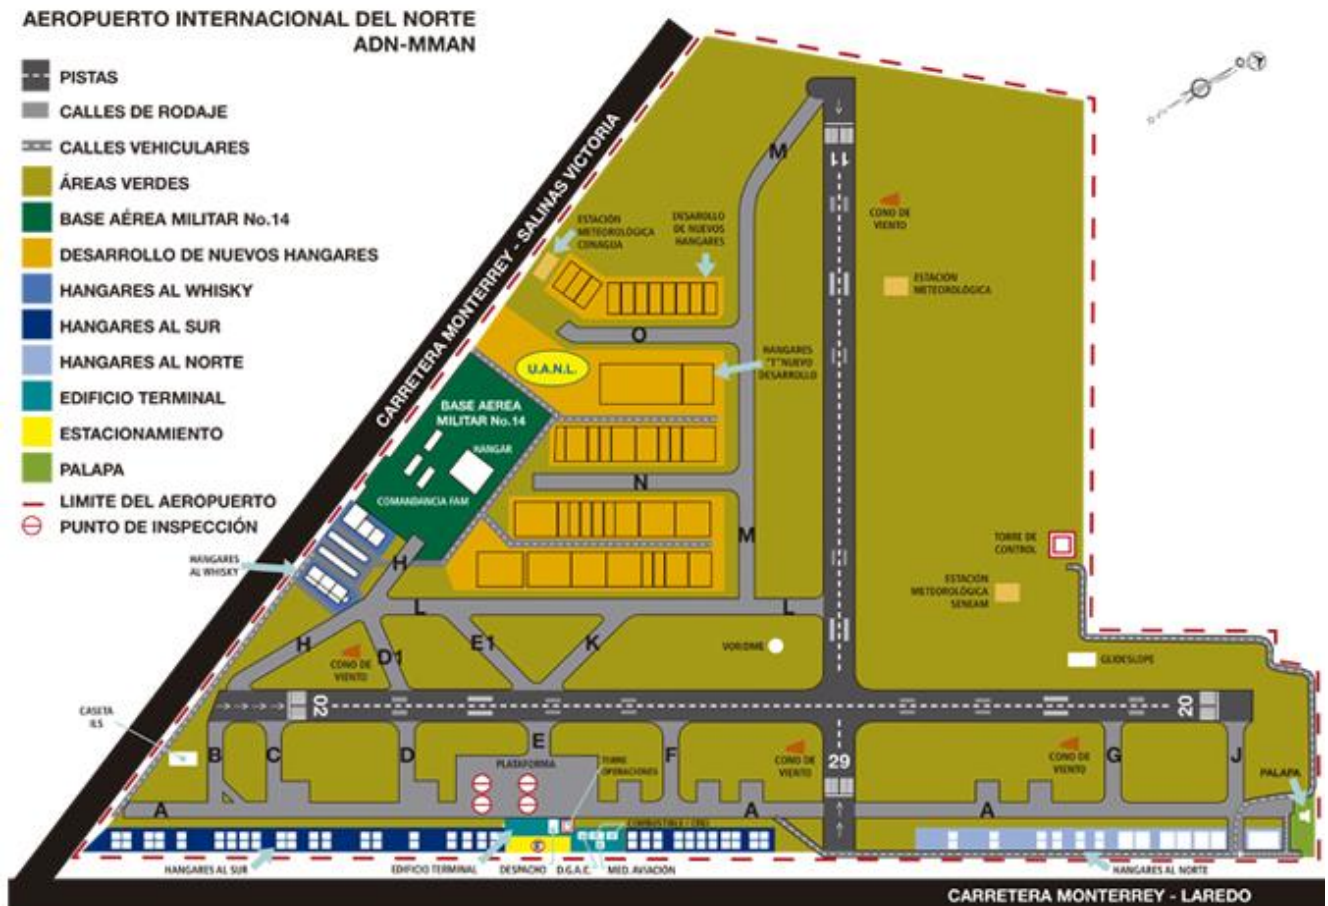 AEROPUERTO INTERNACIONAL DEL NORTE
ADN-MMAN
PISTAS
CALLES DE RODAJE
CALLES VEHICULARES
ÁREAS VERDES
BASE AÉREA MILITAR No.14
DESARROLLO DE NUEVOS HANGARES
HANGARES AL WHISKY
HANGARES AL SUR
HANGARES AL NORTE
EDIFICIO TERMINAL
ESTACIONAMIENTO
PALAPA
LIMITE DEL AEROPUERTO
PUNTO DE INSPECCIÓN
CARRETERA MONTERREY - SALINAS VICTORIA
M
11
CONO DE
VIENTO
ESTACIÓN
METEOROLÓGICA
CONAGUA
DESAROLLO
DE NUEVOS
HANGARES
ESTACIÓN
METEOROLÓGICA
O
HANGARES
"T"NUEVO
DESARROLLO
U.A.N.L.
BASE AEREA
MILITAR No.14
HANGAR
COMANDANCIA FAM
N
M
TORRE DE
CONTROL
HANGARES
AL WHISKY
H
ESTACIÓN
METEOROLÓGICA
SENEAM
L
L
H
D1
E1
K
VOR/DME
GLIDESLOPE
CONO DE
VIENTO
02
20
CASETA
ILS
B
C
D
E
F
G
J
PLATAFORMA
TORRE
OPERACIONES
CONO DE
VIENTO
29
CONO DE
VIENTO
PALAPA
A
A
A
HANGARES AL SUR
EDIFICIO TERMINAL
DESPACHO
D.G.A.C.
MED. AVIACIÓN
HANGARES AL NORTE
CARRETERA MONTERREY - LAREDO